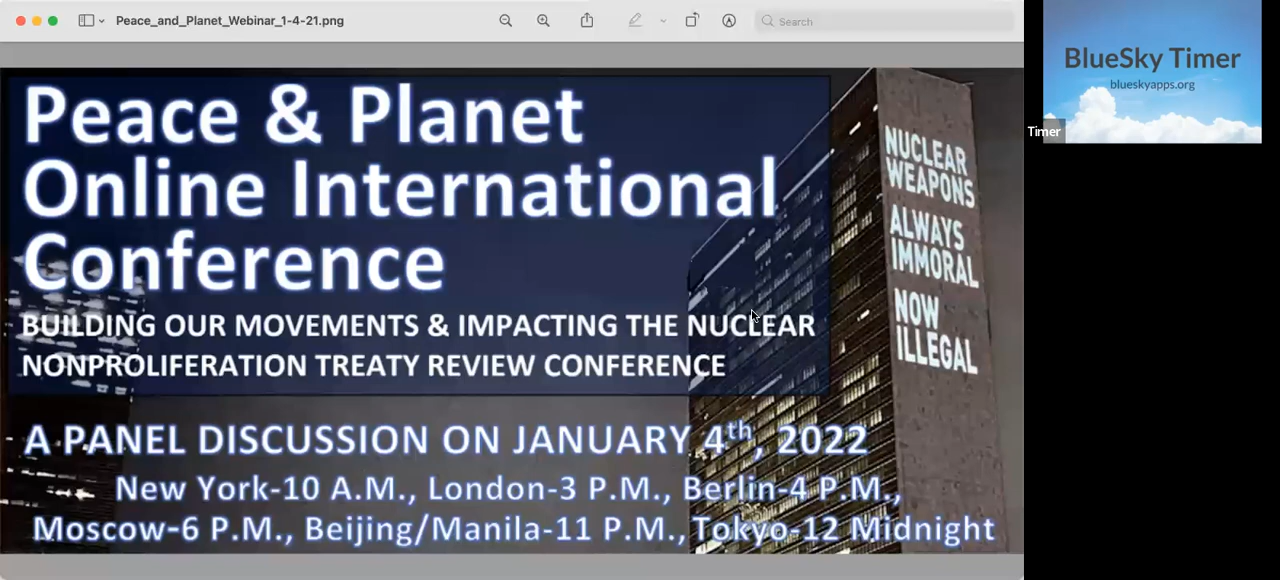 Peace_and_Planet_Webinar_1-4-21.png
Search
Peace & Planet
Online International
Conference
BUILDING OUR MOVEMENTS & IMPACTING THE NUCLEAR
NONPROLIFERATION TREATY REVIEW CONFERENCE
A PANEL DISCUSSION ON JANUARY 4th, 2022
New York-10 A.M., London-3 P.M., Berlin-4 P.M.,
Moscow-6 P.M., Beijing/Manila-11 P.M., Tokyo-12 Midnight
NUCLEAR
WEAPONS
ALWAYS
IMMORAL
NOW
ILLEGAL
BlueSky Timer
blueskyapps.org
Timer